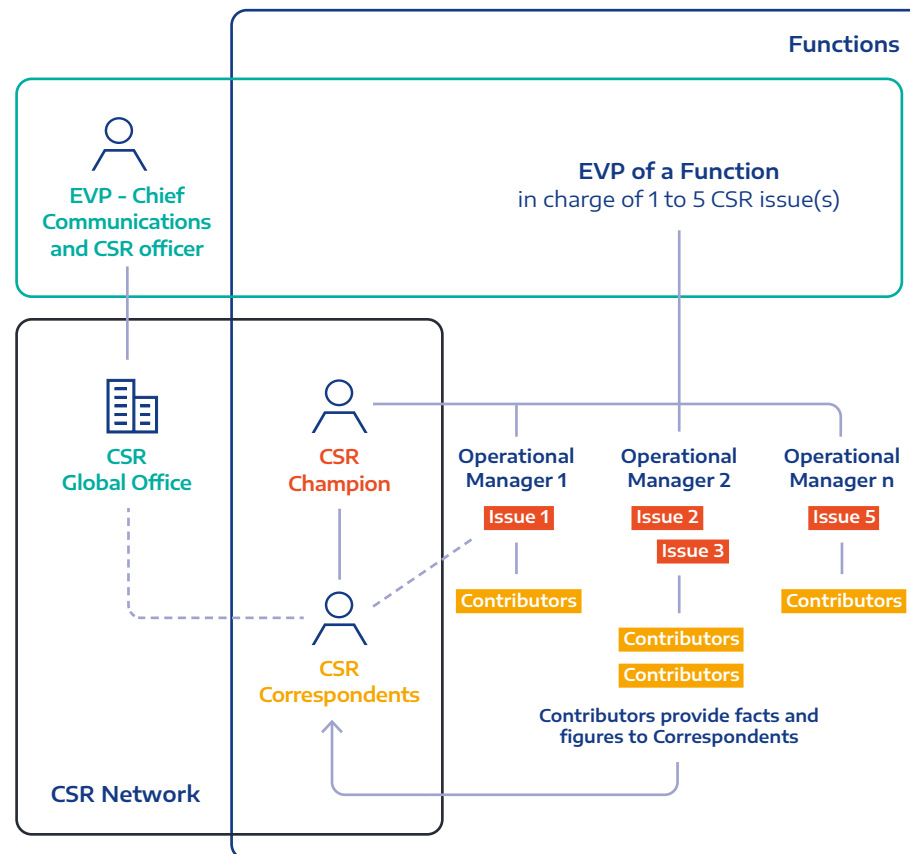 Functions
EVP - Chief
Communications
and CSR officer
EVP of a Function
in charge of 1 to 5 CSR issue(s)
CSR
Global Office
CSR
Champion
Operational
Manager 1
Issue 1
Contributors
Operational
Manager 2
Issue 2
Issue 3
Contributors
Contributors
Operational
Manager n
Issue 5
Contributors
CSR
Correspondents
Contributors provide facts and
figures to Correspondents
CSR Network